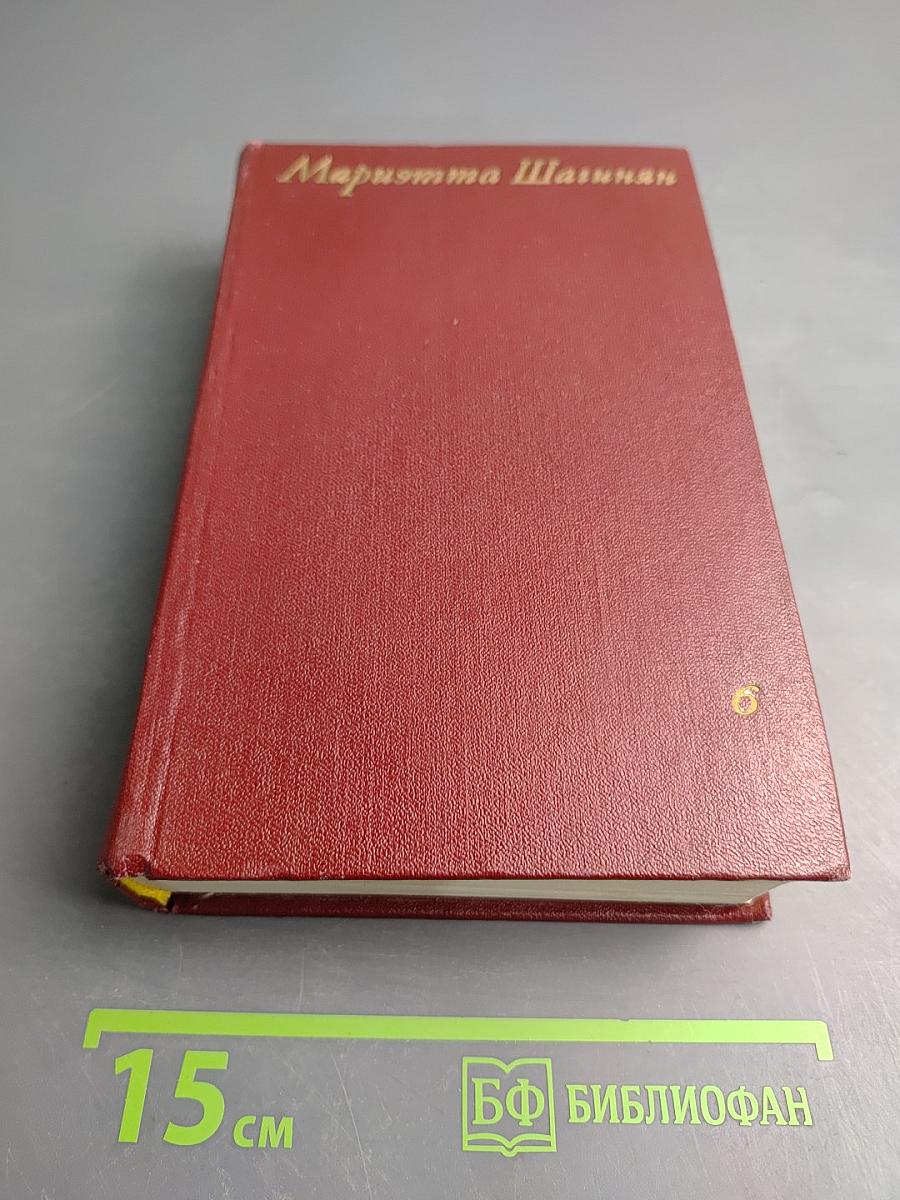 Мариэтта Шагинян
6
15 см
БФ БИБЛИОФАН